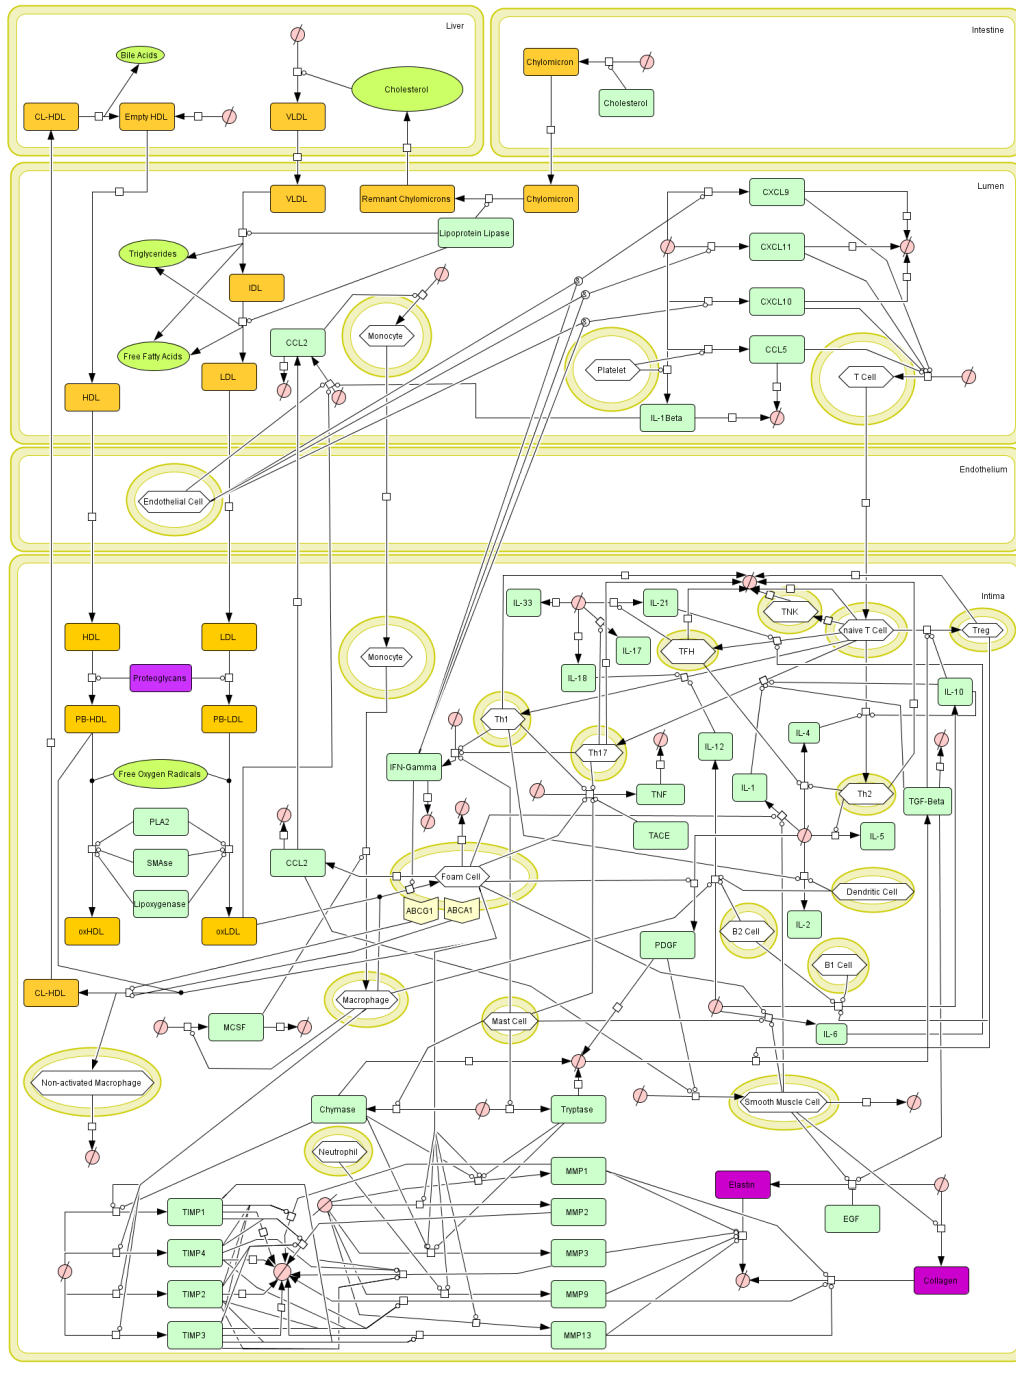 Liver
Intestine
Bile Acids
Chylomicron
Cholesterol
Cholesterol
CL-HDL
Empty HDL
VLDL
Lumen
VLDL
Remnant Chylomicrons
Chylomicron
CXCL9
Lipoprotein Lipase
Triglycerides
CXCL11
IDL
CXCL10
Monocyte
CCL2
CCL5
Free Fatty Acids
Platelet
T Cell
LDL
HDL
IL-1Beta
Endothelium
Endothelial Cell
Intima
IL-33
IL-21
TNK
HDL
LDL
naive T Cell
Treg
IL-17
TFH
Monocyte
Proteoglycans
IL-18
IL-10
PB-HDL
PB-LDL
Th1
IL-4
IL-12
Th17
IFN-Gamma
Free Oxygen Radicals
IL-1
TNF
Th2
TGF-Beta
PLA2
TACE
IL-5
SMAse
CCL2
Foam Cell
Dendritic Cell
Lipoxygenase
ABCG1
ABCA1
oxHDL
oxLDL
B2 Cell
IL-2
PDGF
B1 Cell
CL-HDL
Macrophage
MCSF
Mast Cell
IL-6
Non-activated Macrophage
Smooth Muscle Cell
Chymase
Tryptase
Neutrophil
MMP1
Elastin
TIMP1
MMP2
EGF
TIMP4
MMP3
Collagen
TIMP2
MMP9
TIMP3
MMP13